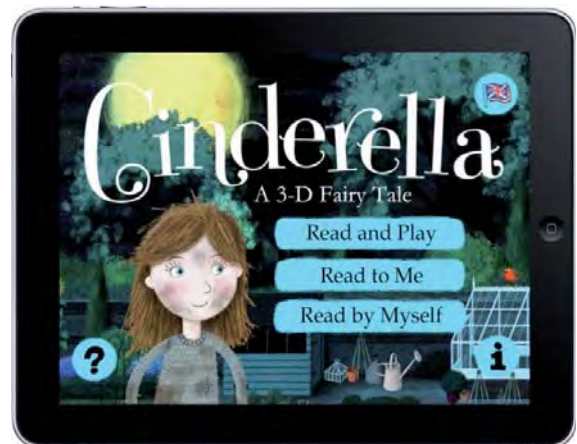 Cinderella
A 3-D Fairy Tale
Read and Play
Read to Me
Read by Myself
?
i